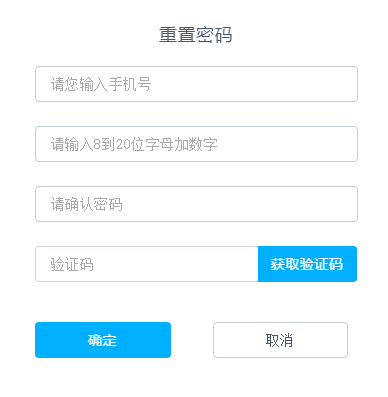 重置密码
请您输入手机号
请输入8到20位字母加数字
请确认密码
验证码 获取验证码
确定 取消